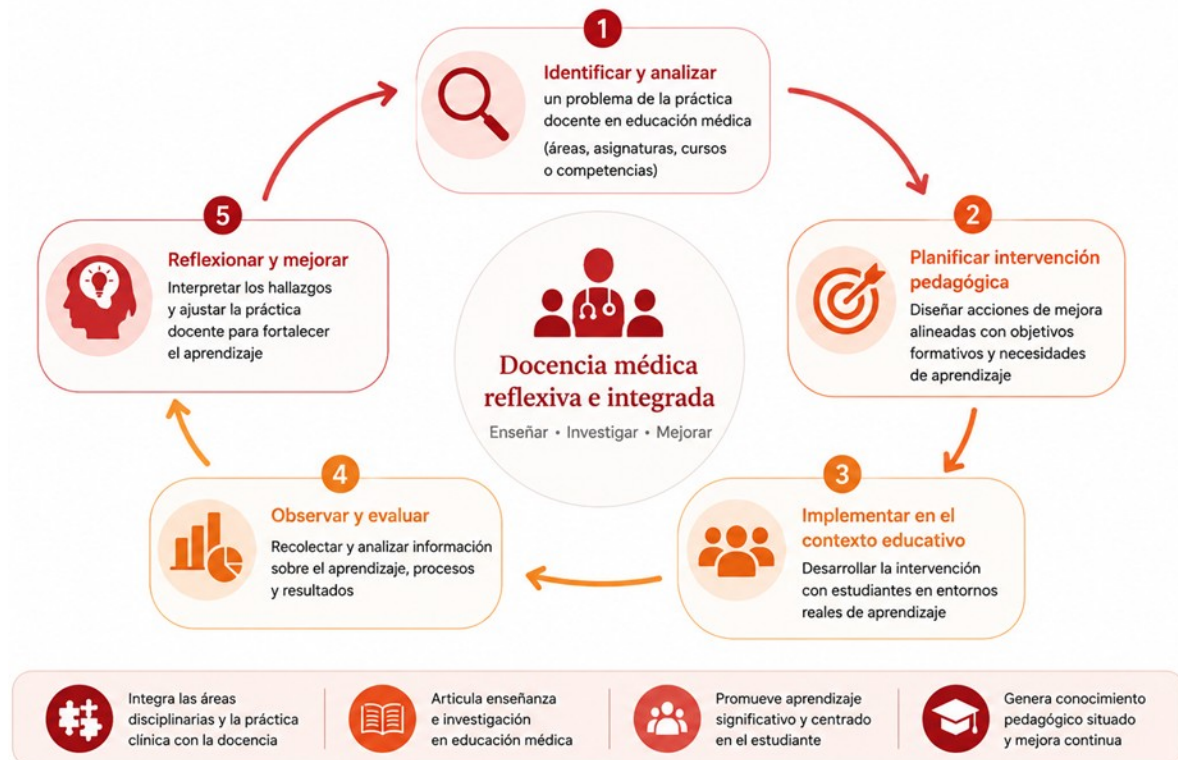 1
Identificar y analizar
un problema de la práctica
docente en educación médica
(áreas, asignaturas, cursos
o competencias)
2
Planificar intervención
pedagógica
Diseñar acciones de mejora
alineadas con objetivos
formativos y necesidades
de aprendizaje
3
Implementar en el
contexto educativo
Desarrollar la intervención
con estudiantes en entornos
reales de aprendizaje
4
Observar y evaluar
Recolectar y analizar información
sobre el aprendizaje, procesos
y resultados
5
Reflexionar y mejorar
Interpretar los hallazgos
y ajustar la práctica
docente para fortalecer
el aprendizaje
Docencia médica
reflexiva e integrada
Enseñar • Investigar • Mejorar
Integra las áreas
disciplinarias y la práctica
clínica con la docencia
Articula enseñanza
e investigación
en educación médica
Promueve aprendizaje
significativo y centrado
en el estudiante
Genera conocimiento
pedagógico situado
y mejora continua